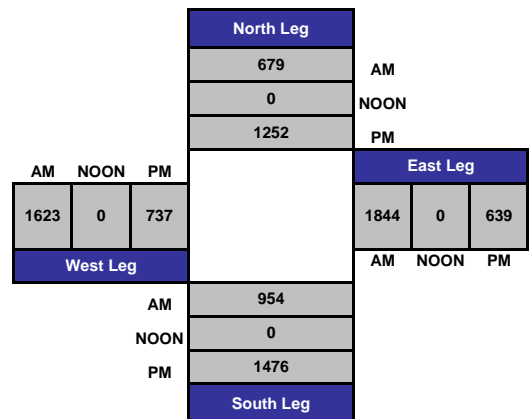 North Leg
679 AM
0 NOON
1252 PM
AM NOON PM
East Leg
1623 0 737
1844 0 639
West Leg
AM NOON PM
AM 954
NOON 0
PM 1476
South Leg